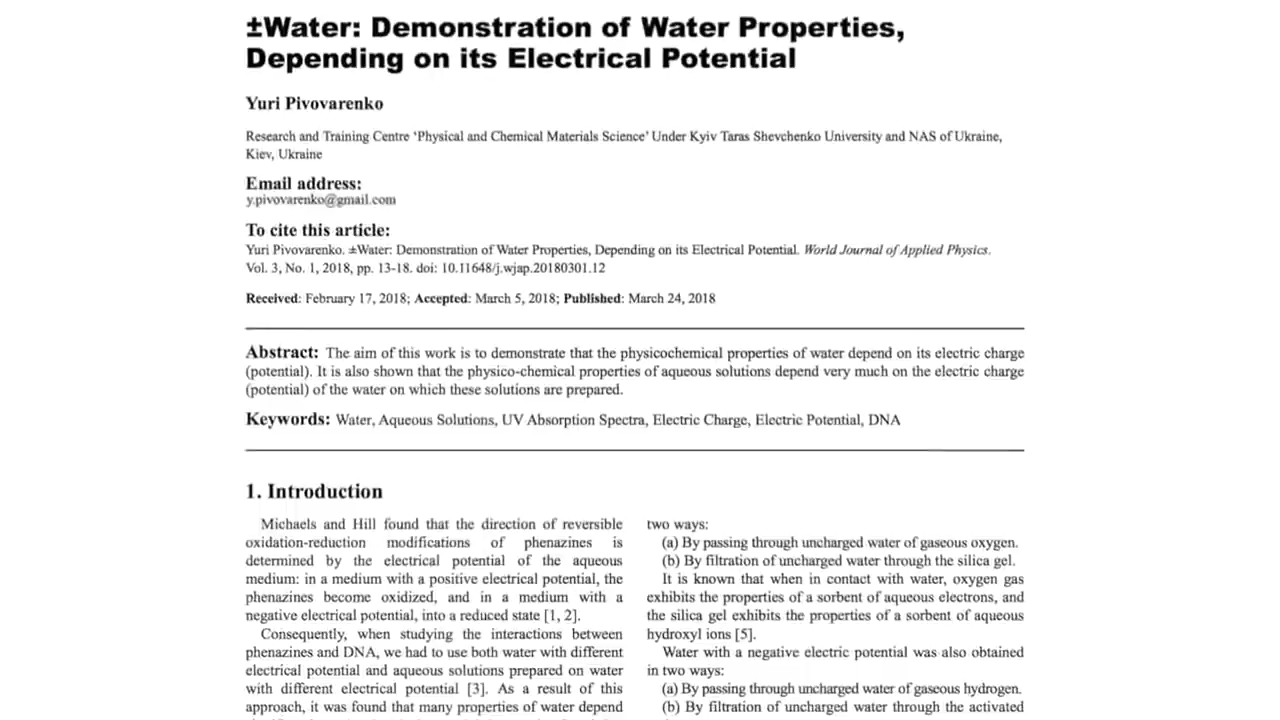 ±Water: Demonstration of Water Properties,
Depending on its Electrical Potential
Yuri Pivovarenko
Research and Training Centre ‘Physical and Chemical Materials Science’ Under Kyiv Taras Shevchenko University and NAS of Ukraine,
Kiev, Ukraine
Email address:
y.pivovarenko@gmail.com
To cite this article:
Yuri Pivovarenko. ±Water: Demonstration of Water Properties, Depending on its Electrical Potential. World Journal of Applied Physics.
Vol. 3, No. 1, 2018, pp. 13-18. doi: 10.11648/j.wjap.20180301.12
Received: February 17, 2018; Accepted: March 5, 2018; Published: March 24, 2018
Abstract: The aim of this work is to demonstrate that the physicochemical properties of water depend on its electric charge
(potential). It is also shown that the physico-chemical properties of aqueous solutions depend very much on the electric charge
(potential) of the water on which these solutions are prepared.
Keywords: Water, Aqueous Solutions, UV Absorption Spectra, Electric Charge, Electric Potential, DNA
1. Introduction
Michaels and Hill found that the direction of reversible
oxidation-reduction modifications of phenazines is
determined by the electrical potential of the aqueous
medium: in a medium with a positive electrical potential, the
phenazines become oxidized, and in a medium with a
negative electrical potential, into a reduced state [1, 2].
Consequently, when studying the interactions between
phenazines and DNA, we had to use both water with different
electrical potential and aqueous solutions prepared on water
with different electrical potential [3]. As a result of this
approach, it was found that many properties of water depend
two ways:
(a) By passing through uncharged water of gaseous oxygen.
(b) By filtration of uncharged water through the silica gel.
It is known that when in contact with water, oxygen gas
exhibits the properties of a sorbent of aqueous electrons, and
the silica gel exhibits the properties of a sorbent of aqueous
hydroxyl ions [5].
Water with a negative electric potential was also obtained
in two ways:
(a) By passing through uncharged water of gaseous hydrogen.
(b) By filtration of uncharged water through the activated